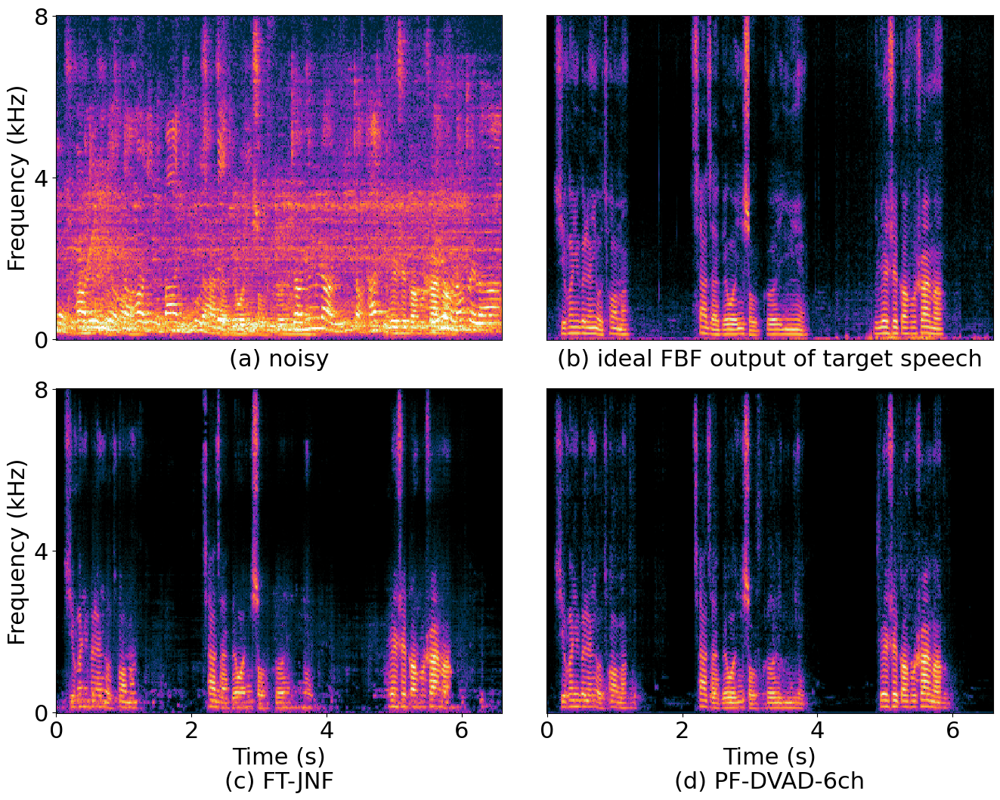 8
Frequency (kHz)
4
0
(a) noisy
(b) ideal FBF output of target speech
8
Frequency (kHz)
4
0
0 2 4 6
0 2 4 6
Time (s)
Time (s)
(c) FT-JNF
(d) PF-DVAD-6ch